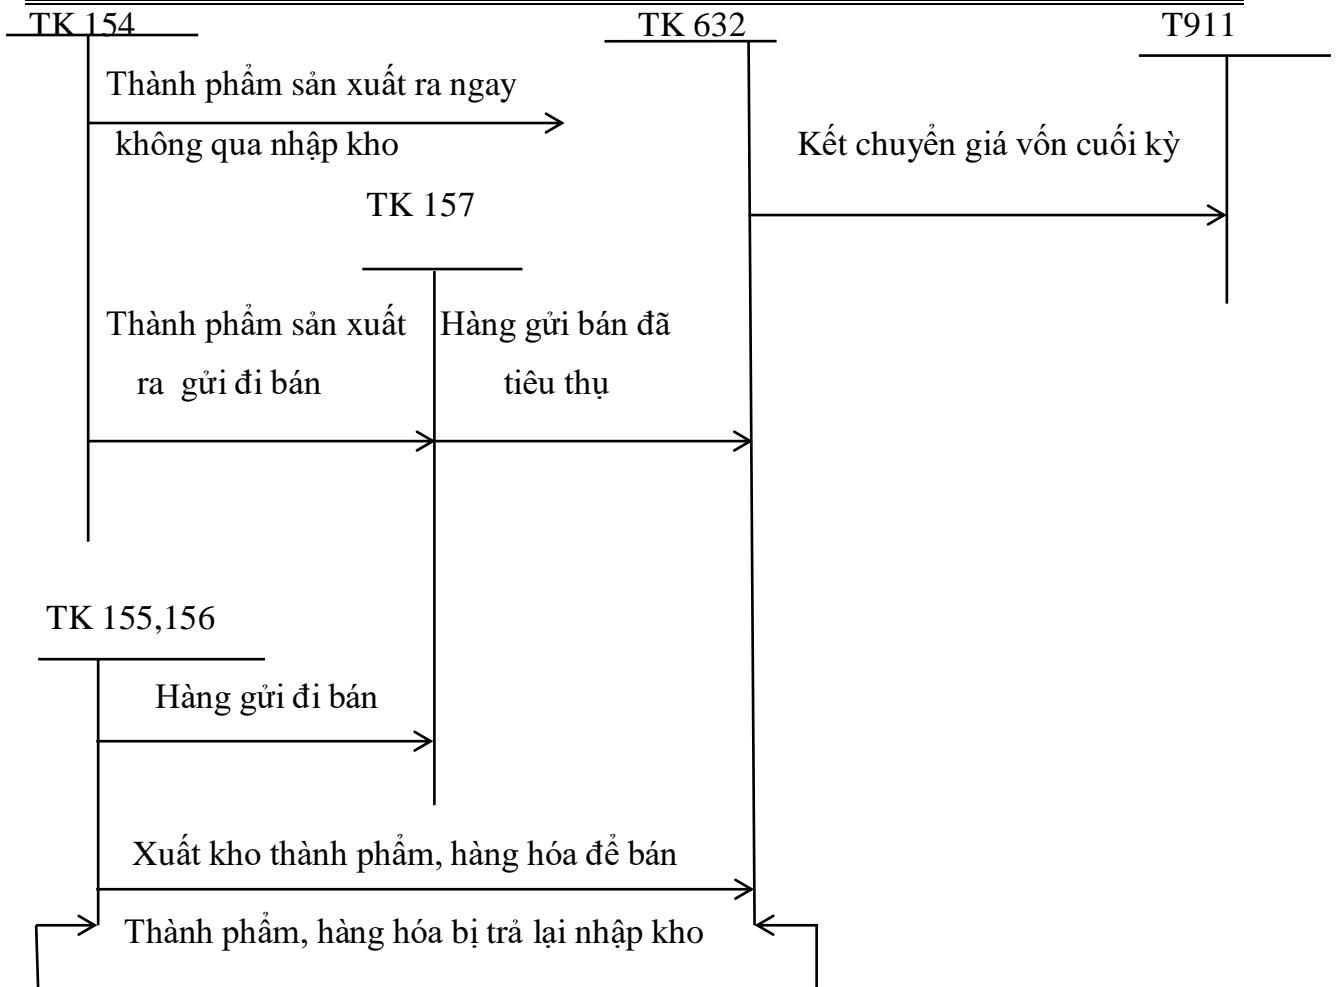 TK 154
TK 632
T911
Thành phẩm sản xuất ra ngay
không qua nhập kho
Kết chuyển giá vốn cuối kỳ
TK 157
Thành phẩm sản xuất
ra gửi đi bán
Hàng gửi bán đã
tiêu thụ
TK 155,156
Hàng gửi đi bán
Xuất kho thành phẩm, hàng hóa để bán
Thành phẩm, hàng hóa bị trả lại nhập kho